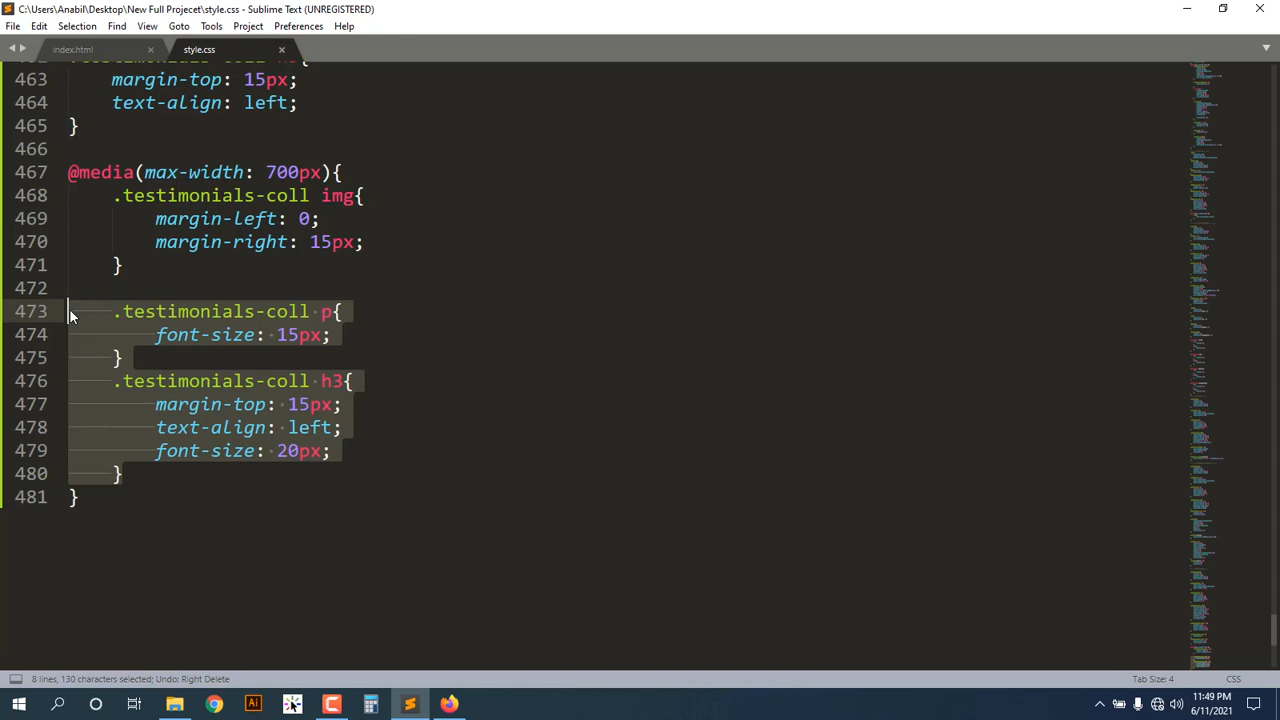 C:\Users\Anabil\Desktop\New Full Projecet\style.css - Sublime Text (UNREGISTERED)
File Edit Selection Find View Goto Tools Project Preferences Help
index.html × style.css ×
463 margin-top: 15px;
464 text-align: left;
465 }
466
467 @media(max-width: 700px){
468 .testimonials-coll img{
469 margin-left: 0;
470 margin-right: 15px;
471 }
472
473 .testimonials-coll p{
474 font-size: 15px;
475 }
476 .testimonials-coll h3{
477 margin-top: 15px;
478 text-align: left;
479 font-size: 20px;
480 }
481 }
8 lines, 130 characters selected; Undo: Right Delete Tab Size: 4 CSS
Ai
11:49 PM
6/11/2021